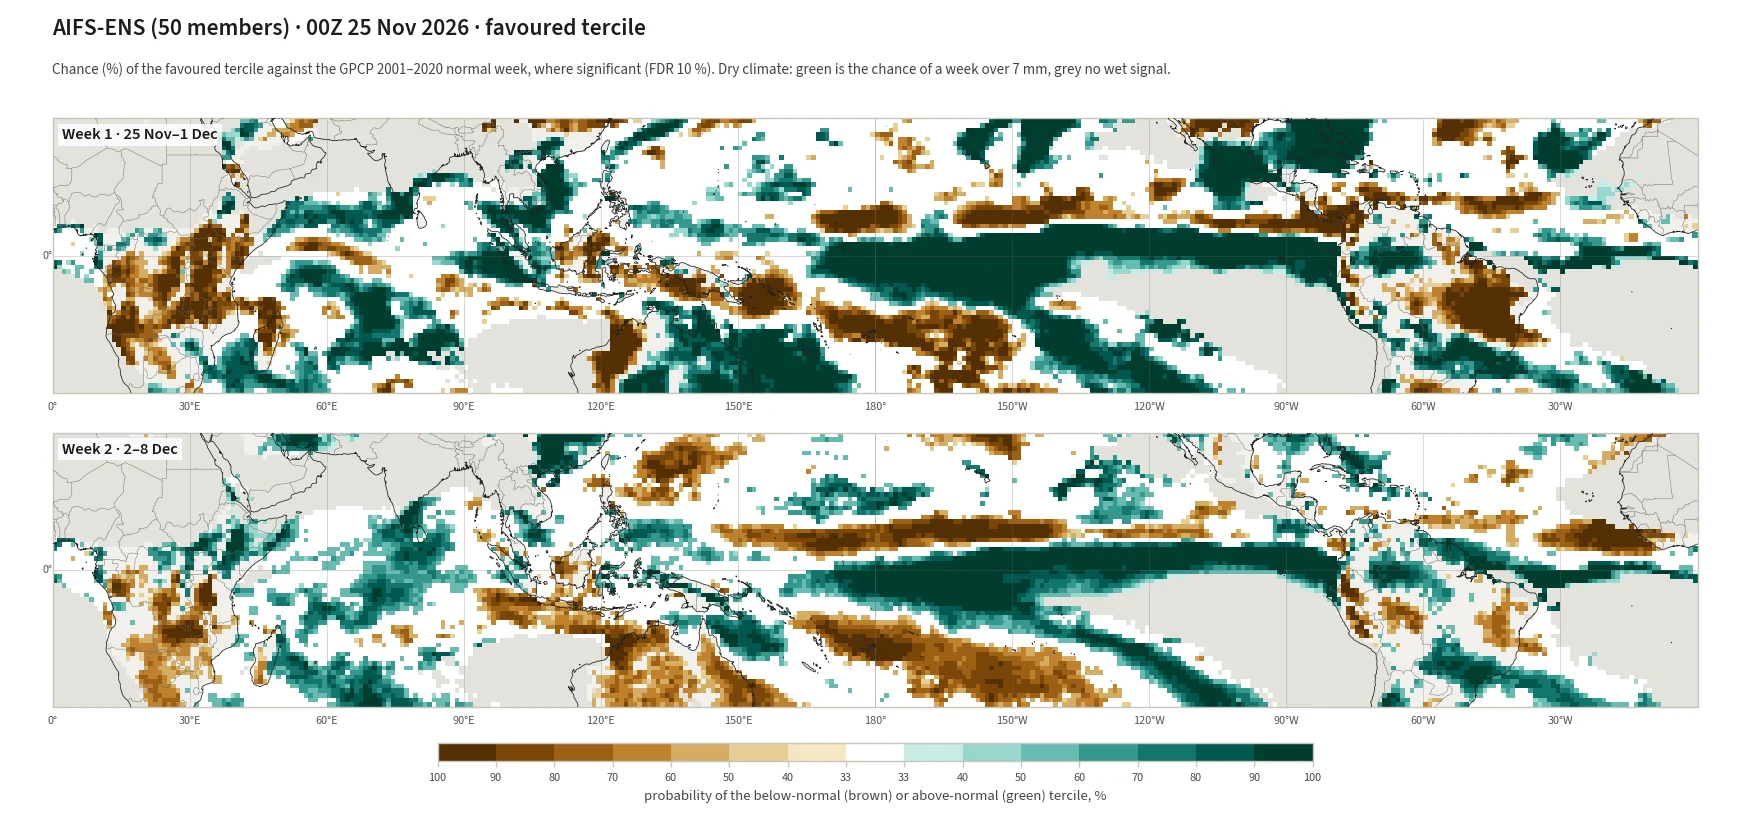 AIFS-ENS (50 members) · 00Z 25 Nov 2026 · favoured tercile
Chance (%) of the favoured tercile against the GPCP 2001–2020 normal week, where significant (FDR 10 %). Dry climate: green is the chance of a week over 7 mm, grey no wet signal.
Week 1 · 25 Nov–1 Dec
0°
0° 30°E 60°E 90°E 120°E 150°E 180° 150°W 120°W 90°W 60°W 30°W
Week 2 · 2–8 Dec
0°
0° 30°E 60°E 90°E 120°E 150°E 180° 150°W 120°W 90°W 60°W 30°W
100 90 80 70 60 50 40 33 33 40 50 60 70 80 90 100
probability of the below-normal (brown) or above-normal (green) tercile, %